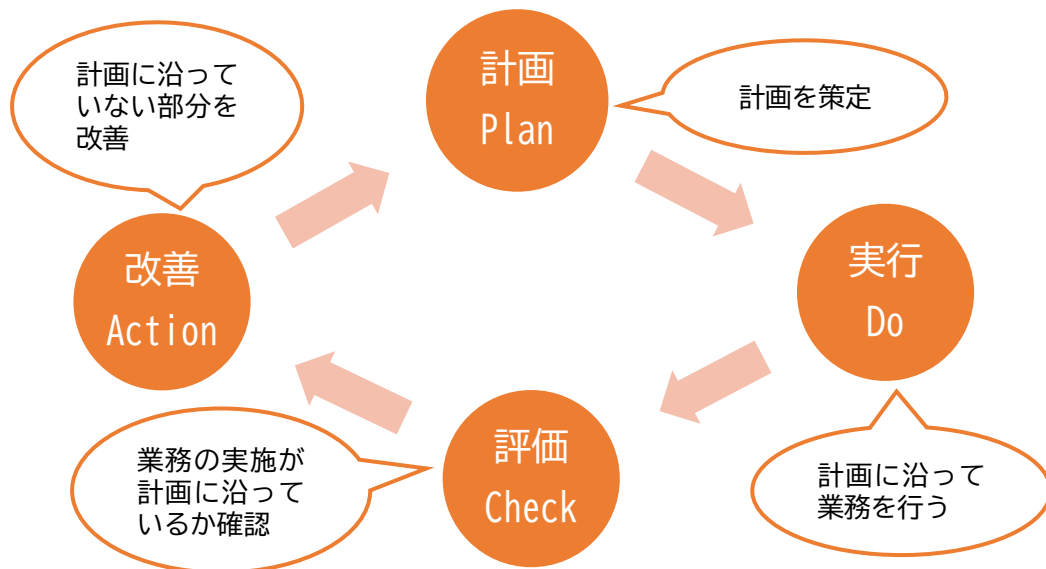 計画
Plan
計画を策定
実行
Do
計画に沿って
業務を行う
評価
Check
業務の実施が
計画に沿って
いるか確認
改善
Action
計画に沿って
いない部分を
改善